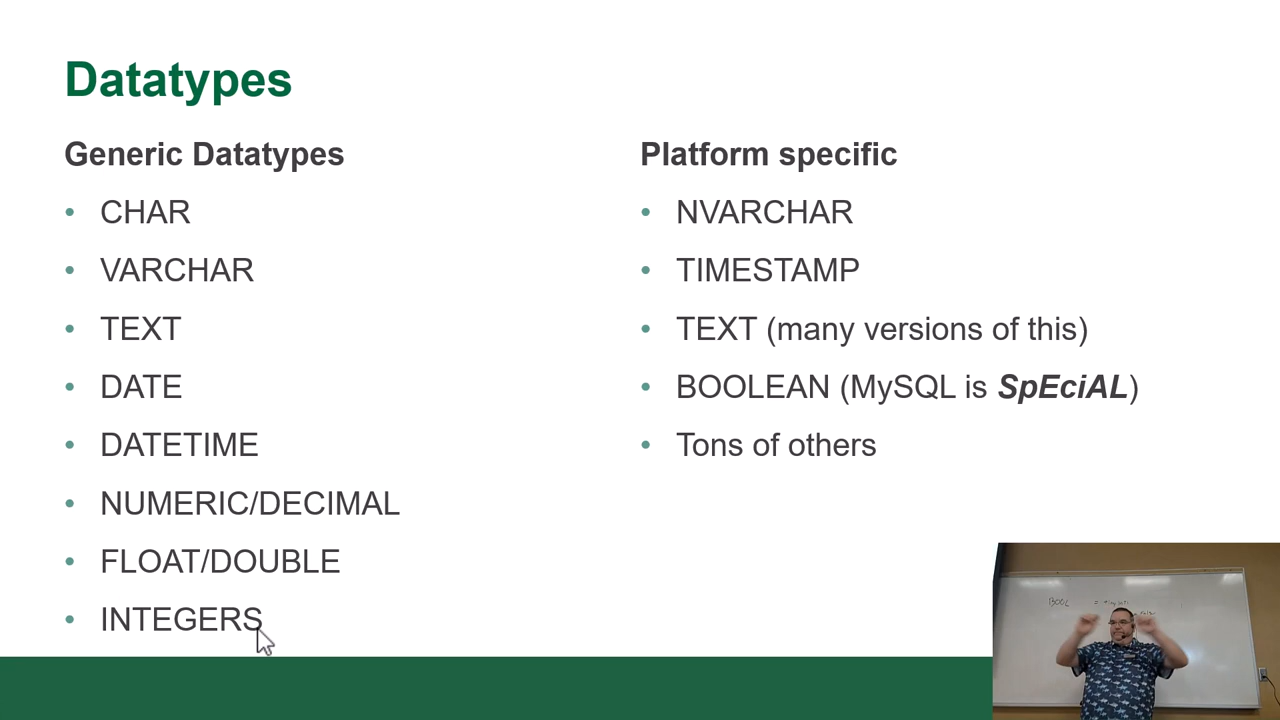 Datatypes
Generic Datatypes
• CHAR
• VARCHAR
• TEXT
• DATE
• DATETIME
• NUMERIC/DECIMAL
• FLOAT/DOUBLE
• INTEGERS
Platform specific
• NVARCHAR
• TIMESTAMP
• TEXT (many versions of this)
• BOOLEAN (MySQL is SpEciAL)
• Tons of others
BOOL =